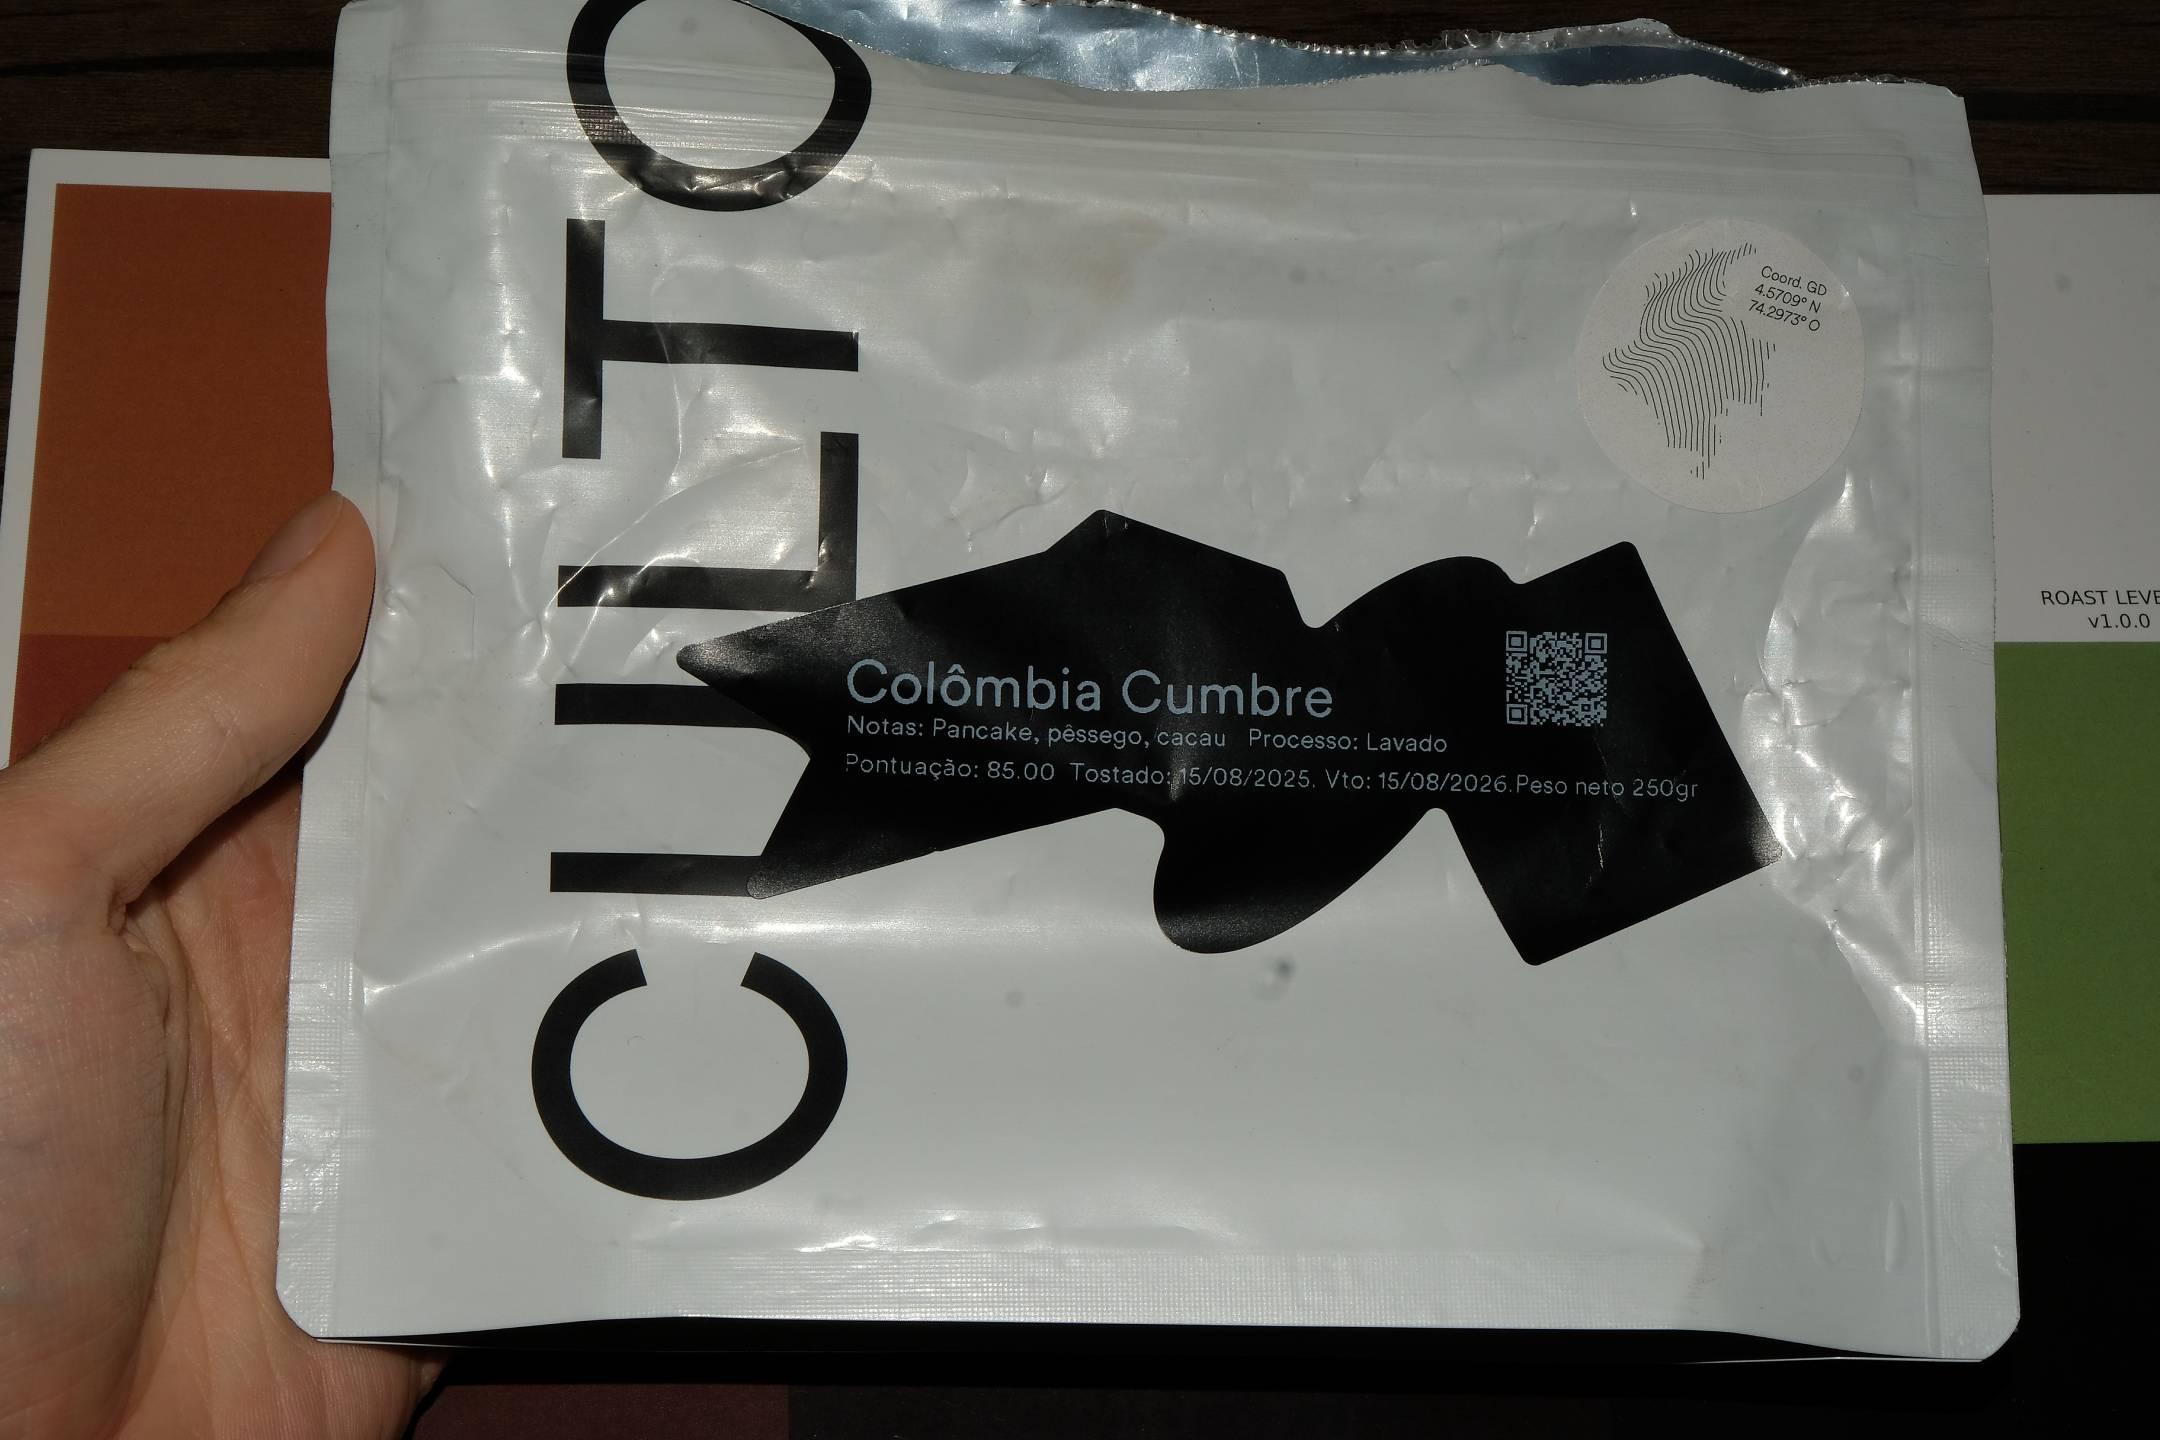 CULTO
Coord. GD
4.5709° N
74.2973° O
ROAST LEVE
v1.0.0
Colômbia Cumbre
Notas: Pancake, pêssego, cacau Processo: Lavado
Pontuação: 85.00 Tostado: 15/08/2025. Vto: 15/08/2026. Peso neto 250gr